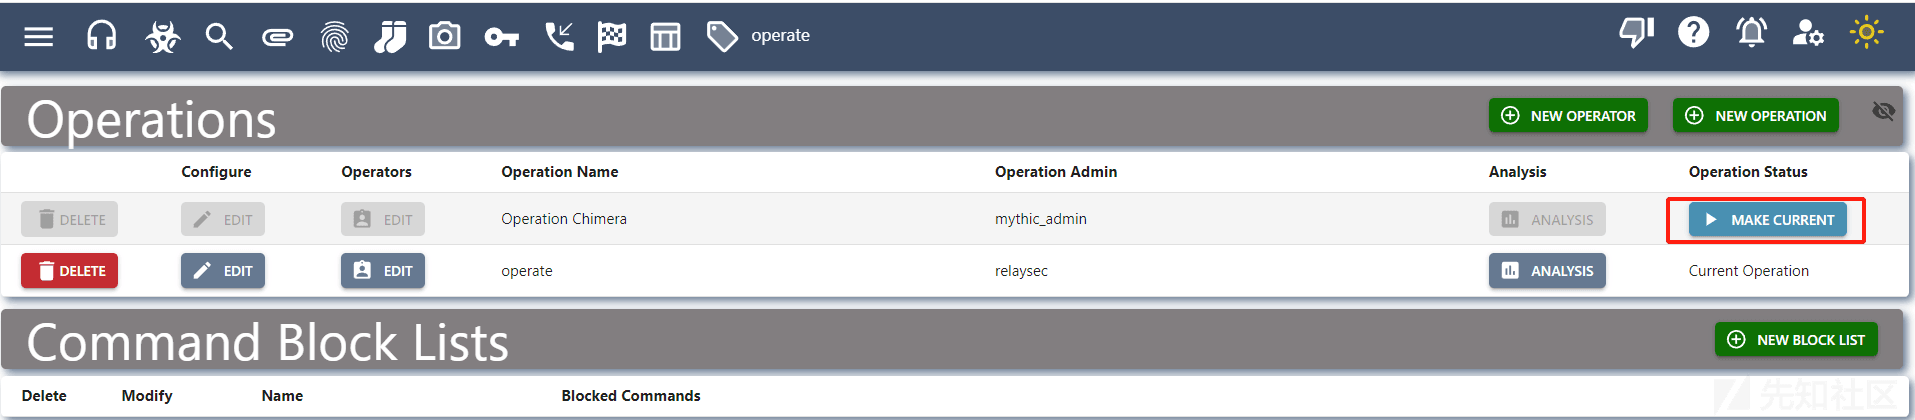 operate
Operations NEW OPERATOR NEW OPERATION
Configure Operators Operation Name Operation Admin Analysis Operation Status
DELETE EDIT EDIT Operation Chimera mythic_admin ANALYSIS MAKE CURRENT
DELETE EDIT EDIT operate relaysec ANALYSIS Current Operation
Command Block Lists NEW BLOCK LIST
Delete Modify Name Blocked Commands
先知社区